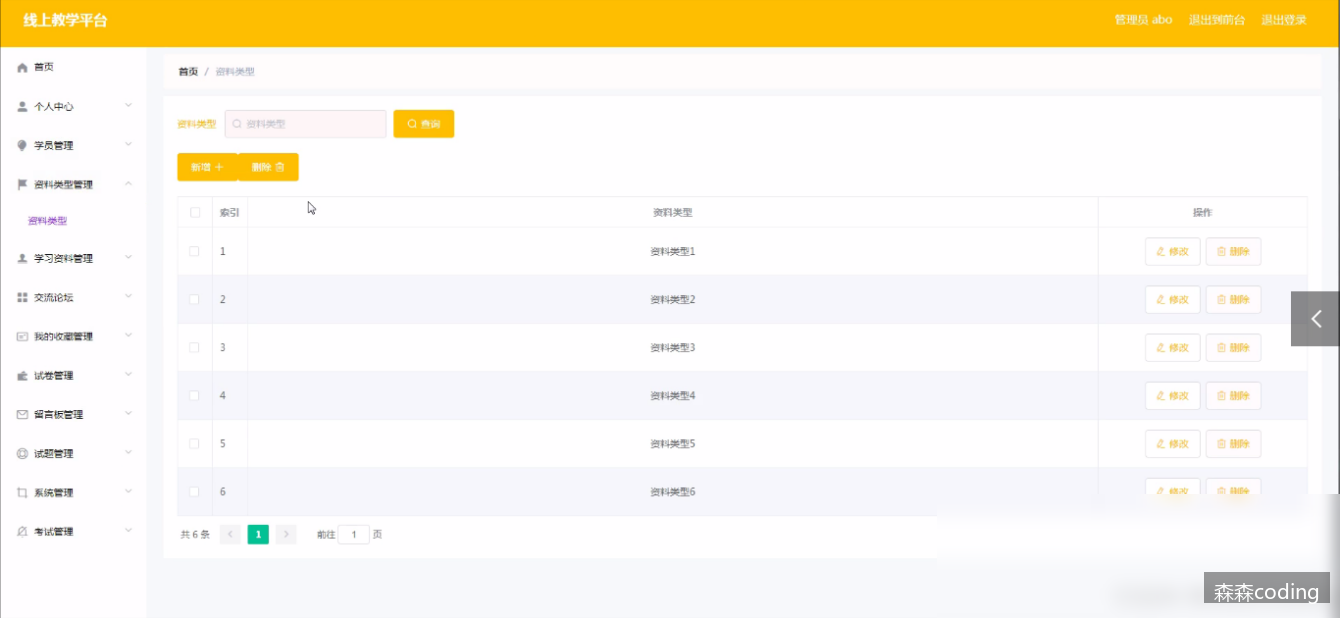 线上教学平台
管理员 abo 退出到前台 退出登录
首页
个人中心
学员管理
资料类型管理
资料类型
学习资料管理
交流论坛
我的收藏管理
试卷管理
留言板管理
试题管理
系统管理
考试管理
首页 / 资料类型
资料类型 资料类型 查询
新增 删除
索引 资料类型 操作
1 资料类型1 修改 删除
2 资料类型2 修改 删除
3 资料类型3 修改 删除
4 资料类型4 修改 删除
5 资料类型5 修改 删除
6 资料类型6 修改 删除
共 6 条 1 前往 1 页
森森coding